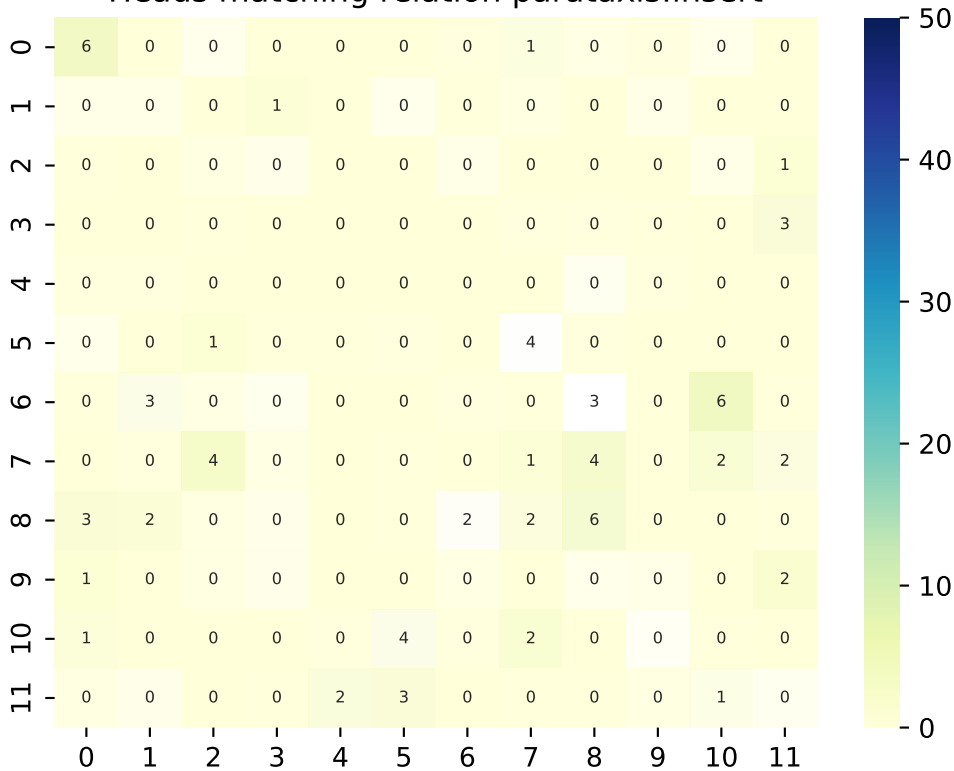 Heads matching relation parataxis:insert
0 6 0 0 0 0 0 0 1 0 0 0 0
1 0 0 0 1 0 0 0 0 0 0 0 0
2 0 0 0 0 0 0 0 0 0 0 0 1
3 0 0 0 0 0 0 0 0 0 0 0 3
4 0 0 0 0 0 0 0 0 0 0 0 0
5 0 0 1 0 0 0 0 4 0 0 0 0
6 0 3 0 0 0 0 0 0 3 0 6 0
7 0 0 4 0 0 0 0 1 4 0 2 2
8 3 2 0 0 0 0 2 2 6 0 0 0
9 1 0 0 0 0 0 0 0 0 0 0 2
10 1 0 0 0 0 4 0 2 0 0 0 0
11 0 0 0 0 2 3 0 0 0 0 1 0
0 1 2 3 4 5 6 7 8 9 10 11
50
40
30
20
10
0